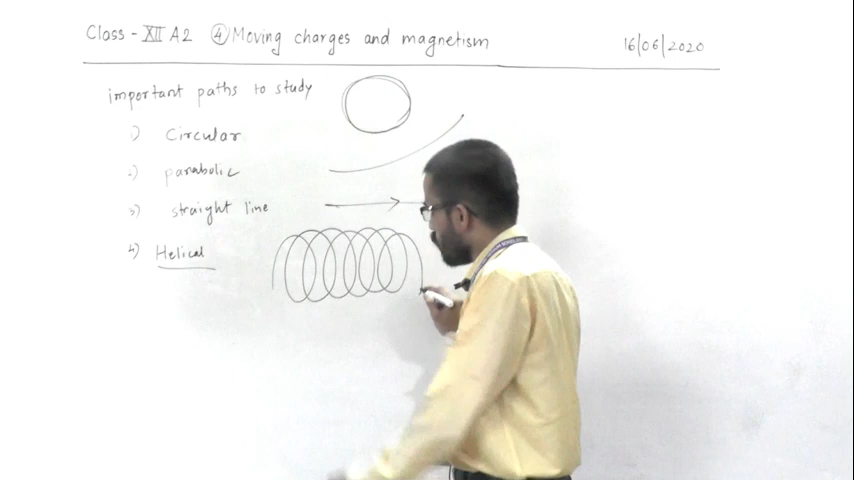 Class - XII A2 ④ Moving charges and magnetism
16/06/2020
important paths to study
1) Circular
2) parabolic
3) straight line
4) Helical